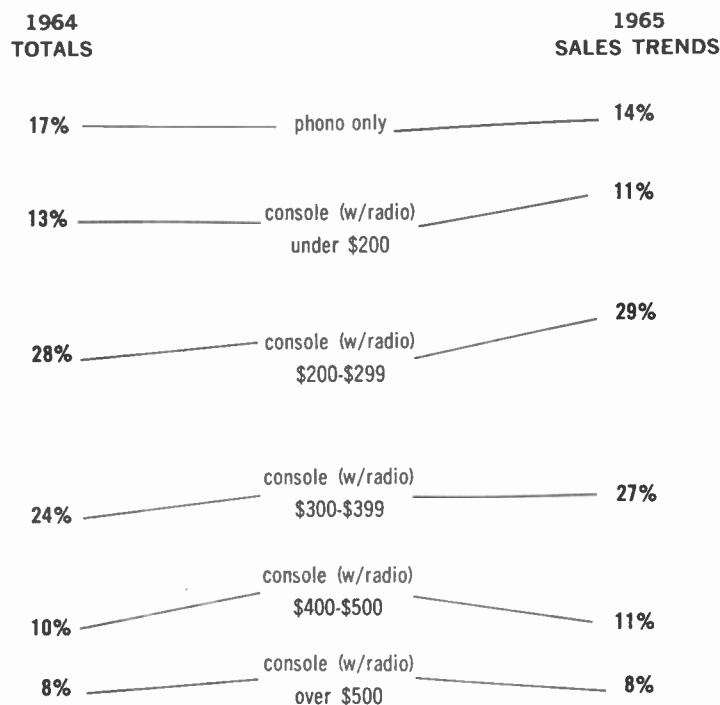 1964
TOTALS
1965
SALES TRENDS
17%
phono only
14%
13%
console (w/radio)
under $200
11%
28%
console (w/radio)
$200-$299
29%
24%
console (w/radio)
$300-$399
27%
10%
console (w/radio)
$400-$500
11%
8%
console (w/radio)
over $500
8%